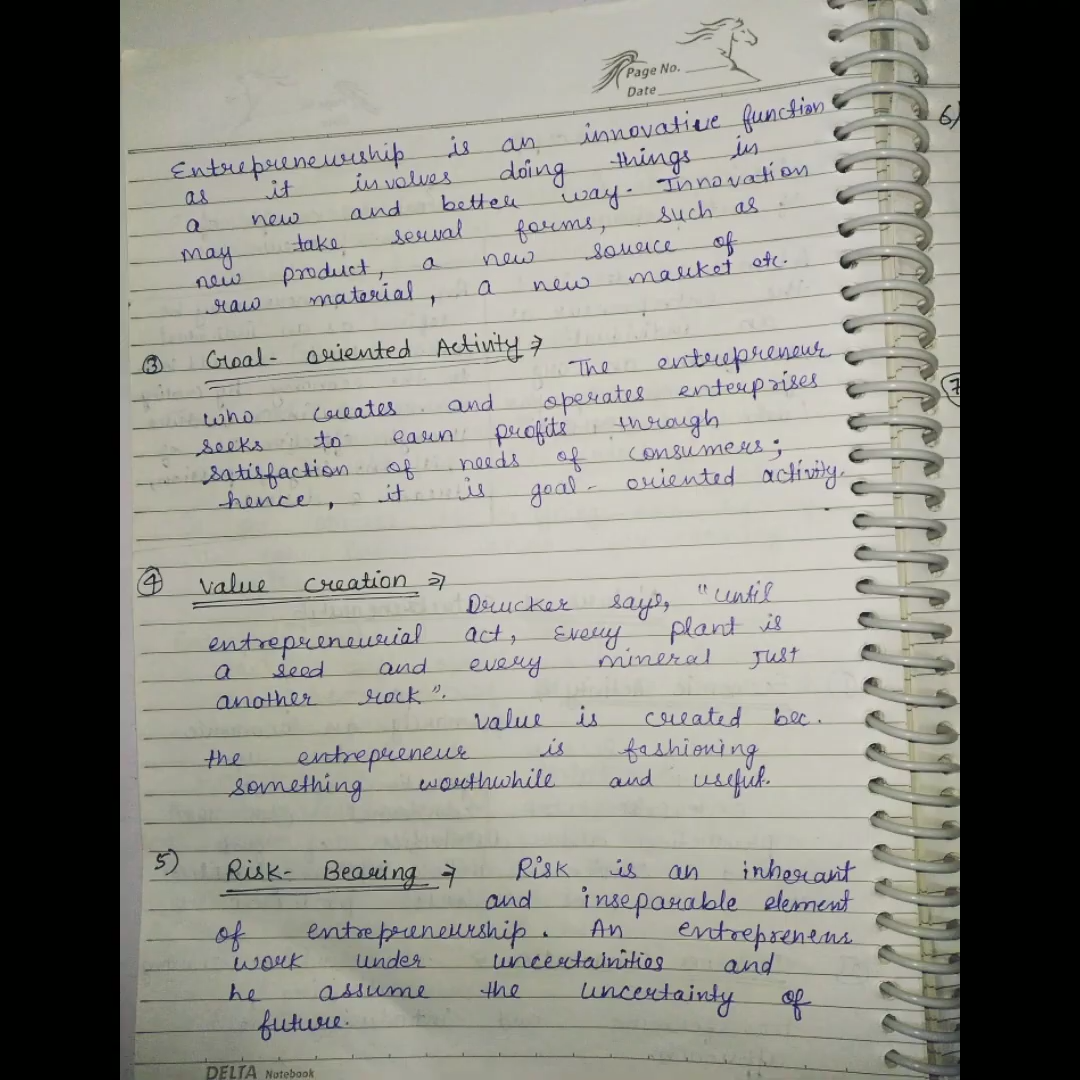 Page No.
Date
Entrepreneurship is an innovative function
as it involves doing things in
a new and better way. Innovation
may take serval forms, such as
new product, a new source of
raw material, a new market etc.
③ Goal-oriented Activity ⇒
The entrepreneur
who creates and operates enterprises
seeks to earn profits through
satisfaction of needs of consumers;
hence, it is goal-oriented activity.
④ Value Creation ⇒
Drucker says, "until
entrepreneurial act, Every plant is
a seed and every mineral Just
another rock".
Value is created bec.
the entrepreneur is fashioning
something worthwhile and useful.
5) Risk-Bearing ⇒ Risk is an inherant
and inseparable element
of entrepreneurship. An entrepreneur
work under uncertainities and
he assume the uncertainty of
future.
DELTA Notebook
6)
7